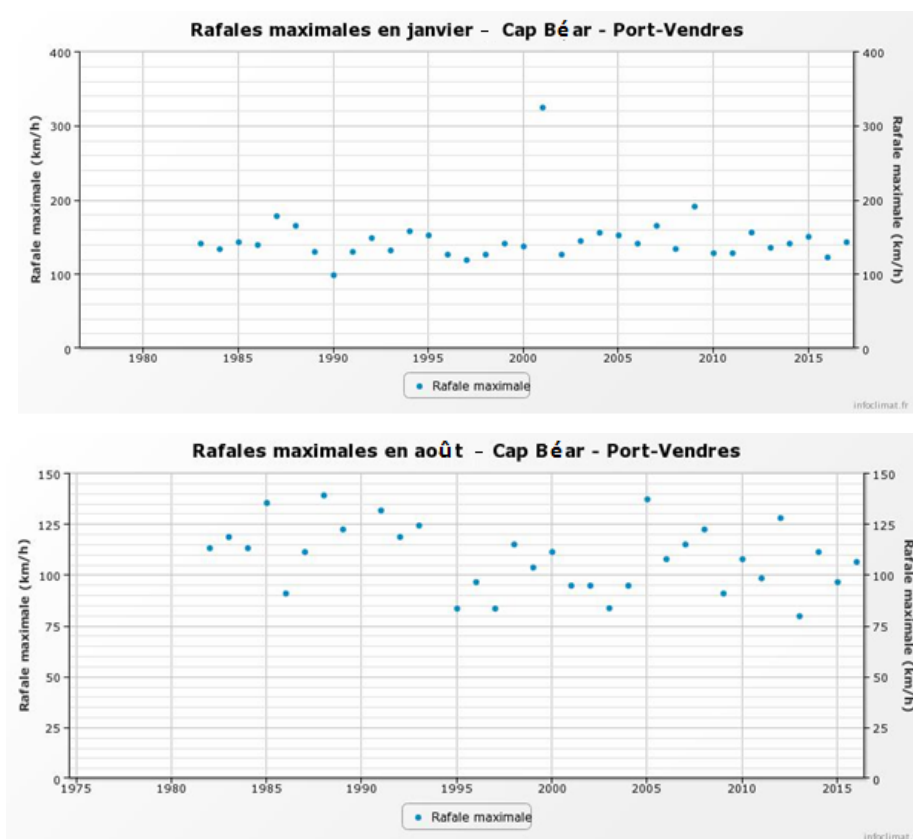 Rafales maximales en janvier – Cap Béar - Port-Vendres
400
300
200
100
0
Rafale maximale (km/h)
400
300
200
100
0
Rafale maximale (km/h)
1980 1985 1990 1995 2000 2005 2010 2015
Rafale maximale
infoclimat.fr
Rafales maximales en août – Cap Béar - Port-Vendres
150
125
100
75
50
25
0
Rafale maximale (km/h)
150
125
100
75
50
25
0
Rafale maximale (km/h)
1975 1980 1985 1990 1995 2000 2005 2010 2015
Rafale maximale
infoclimat